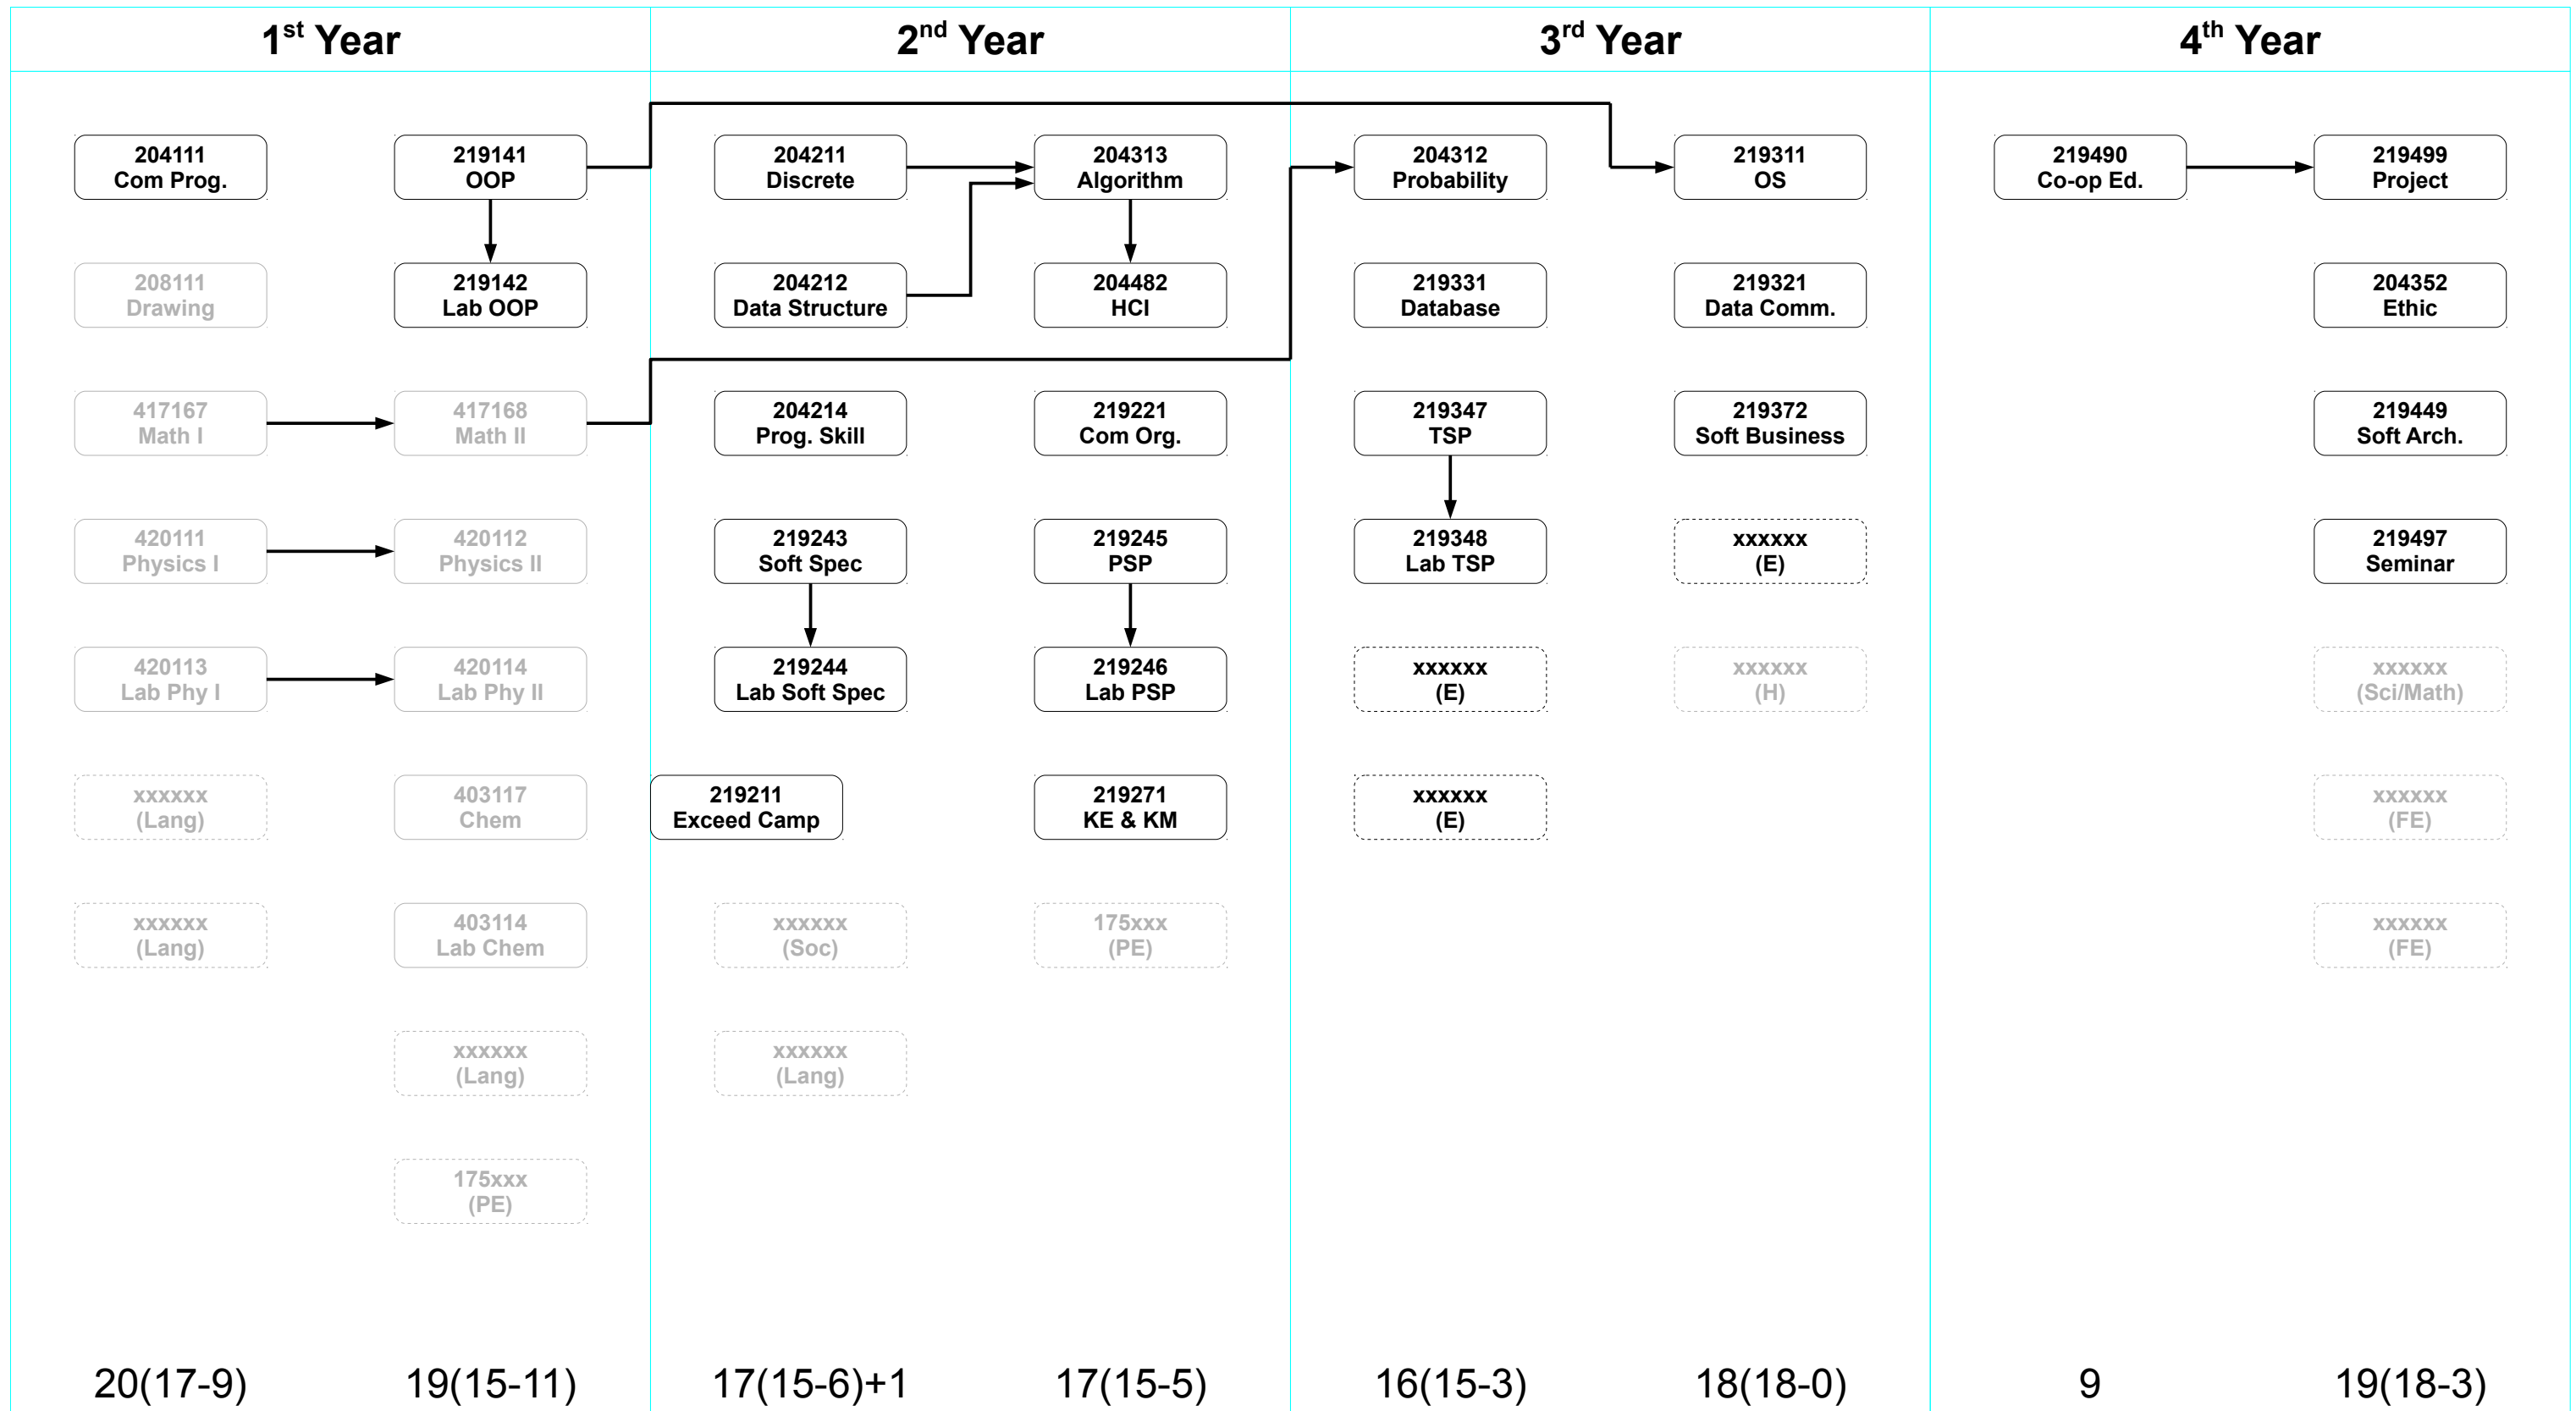 1st Year
2nd Year
3rd Year
4th Year
204111
Com Prog.
219141
OOP
204211
Discrete
204313
Algorithm
204312
Probability
219311
OS
219490
Co-op Ed.
219499
Project
208111
Drawing
219142
Lab OOP
204212
Data Structure
204482
HCI
219331
Database
219321
Data Comm.
204352
Ethic
417167
Math I
417168
Math II
204214
Prog. Skill
219221
Com Org.
219347
TSP
219372
Soft Business
219449
Soft Arch.
420111
Physics I
420112
Physics II
219243
Soft Spec
219245
PSP
219348
Lab TSP
xxxxxx
(E)
219497
Seminar
420113
Lab Phy I
420114
Lab Phy II
219244
Lab Soft Spec
219246
Lab PSP
xxxxxx
(E)
xxxxxx
(H)
xxxxxx
(Sci/Math)
xxxxxx
(Lang)
403117
Chem
219211
Exceed Camp
219271
KE & KM
xxxxxx
(E)
xxxxxx
(FE)
xxxxxx
(Lang)
403114
Lab Chem
xxxxxx
(Soc)
175xxx
(PE)
xxxxxx
(FE)
xxxxxx
(Lang)
xxxxxx
(Lang)
175xxx
(PE)
20(17-9)
19(15-11)
17(15-6)+1
17(15-5)
16(15-3)
18(18-0)
9
19(18-3)